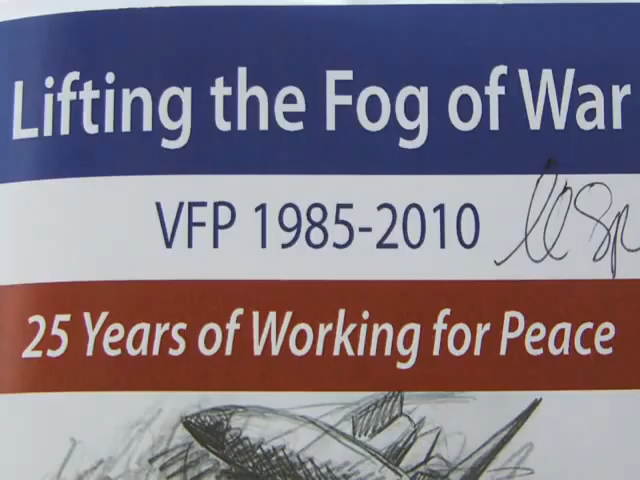 Lifting the Fog of War
VFP 1985-2010
25 Years of Working for Peace